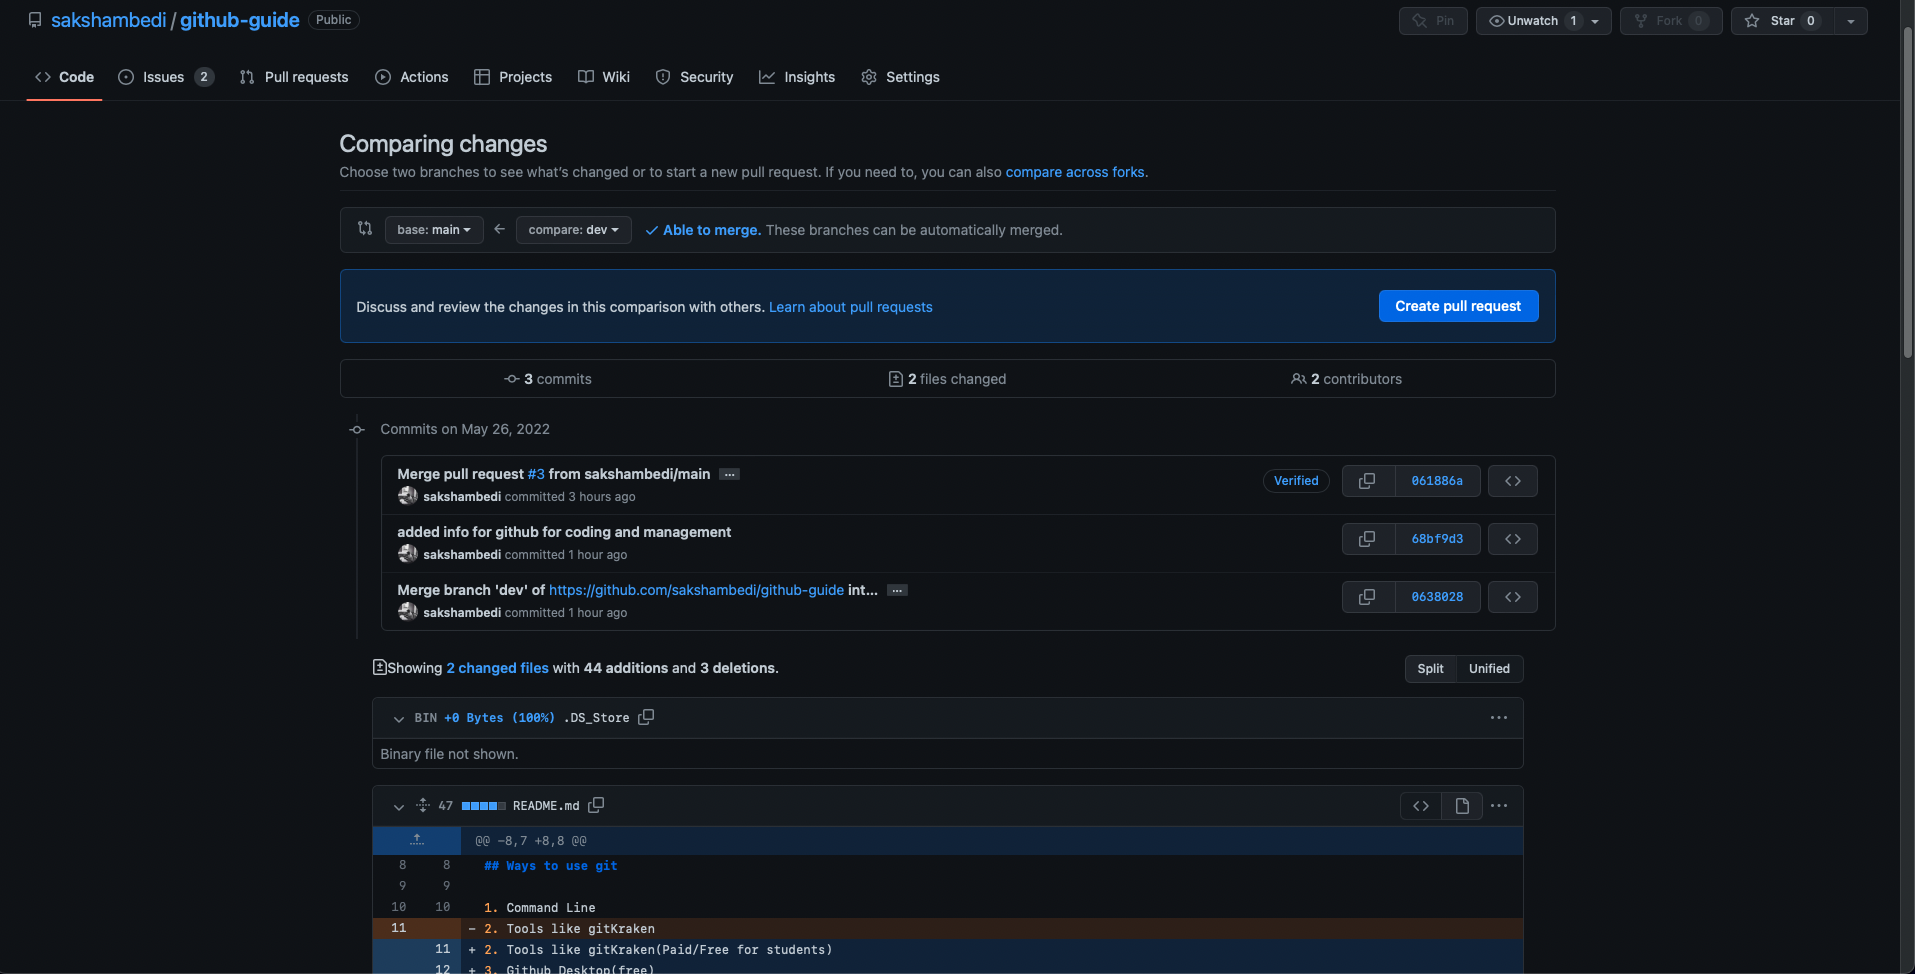 sakshambedi / github-guide Public Pin Unwatch 1 Fork 0 Star 0
Code Issues 2 Pull requests Actions Projects Wiki Security Insights Settings
Comparing changes
Choose two branches to see what's changed or to start a new pull request. If you need to, you can also compare across forks.
base: main compare: dev Able to merge. These branches can be automatically merged.
Discuss and review the changes in this comparison with others. Learn about pull requests Create pull request
3 commits 2 files changed 2 contributors
Commits on May 26, 2022
Merge pull request #3 from sakshambedi/main ...
Verified 061886a
sakshambedi committed 3 hours ago
added info for github for coding and management
68bf9d3
sakshambedi committed 1 hour ago
Merge branch 'dev' of https://github.com/sakshambedi/github-guide int... ...
0638028
sakshambedi committed 1 hour ago
Showing 2 changed files with 44 additions and 3 deletions. Split Unified
BIN +0 Bytes (100%) .DS_Store ...
Binary file not shown.
47 README.md ...
@@ -8,7 +8,8 @@
8 8 ## Ways to use git
9 9
10 10 1. Command Line
11 - 2. Tools like gitKraken
11 + 2. Tools like gitKraken(Paid/Free for students)
12 + 3. Github Desktop(free)